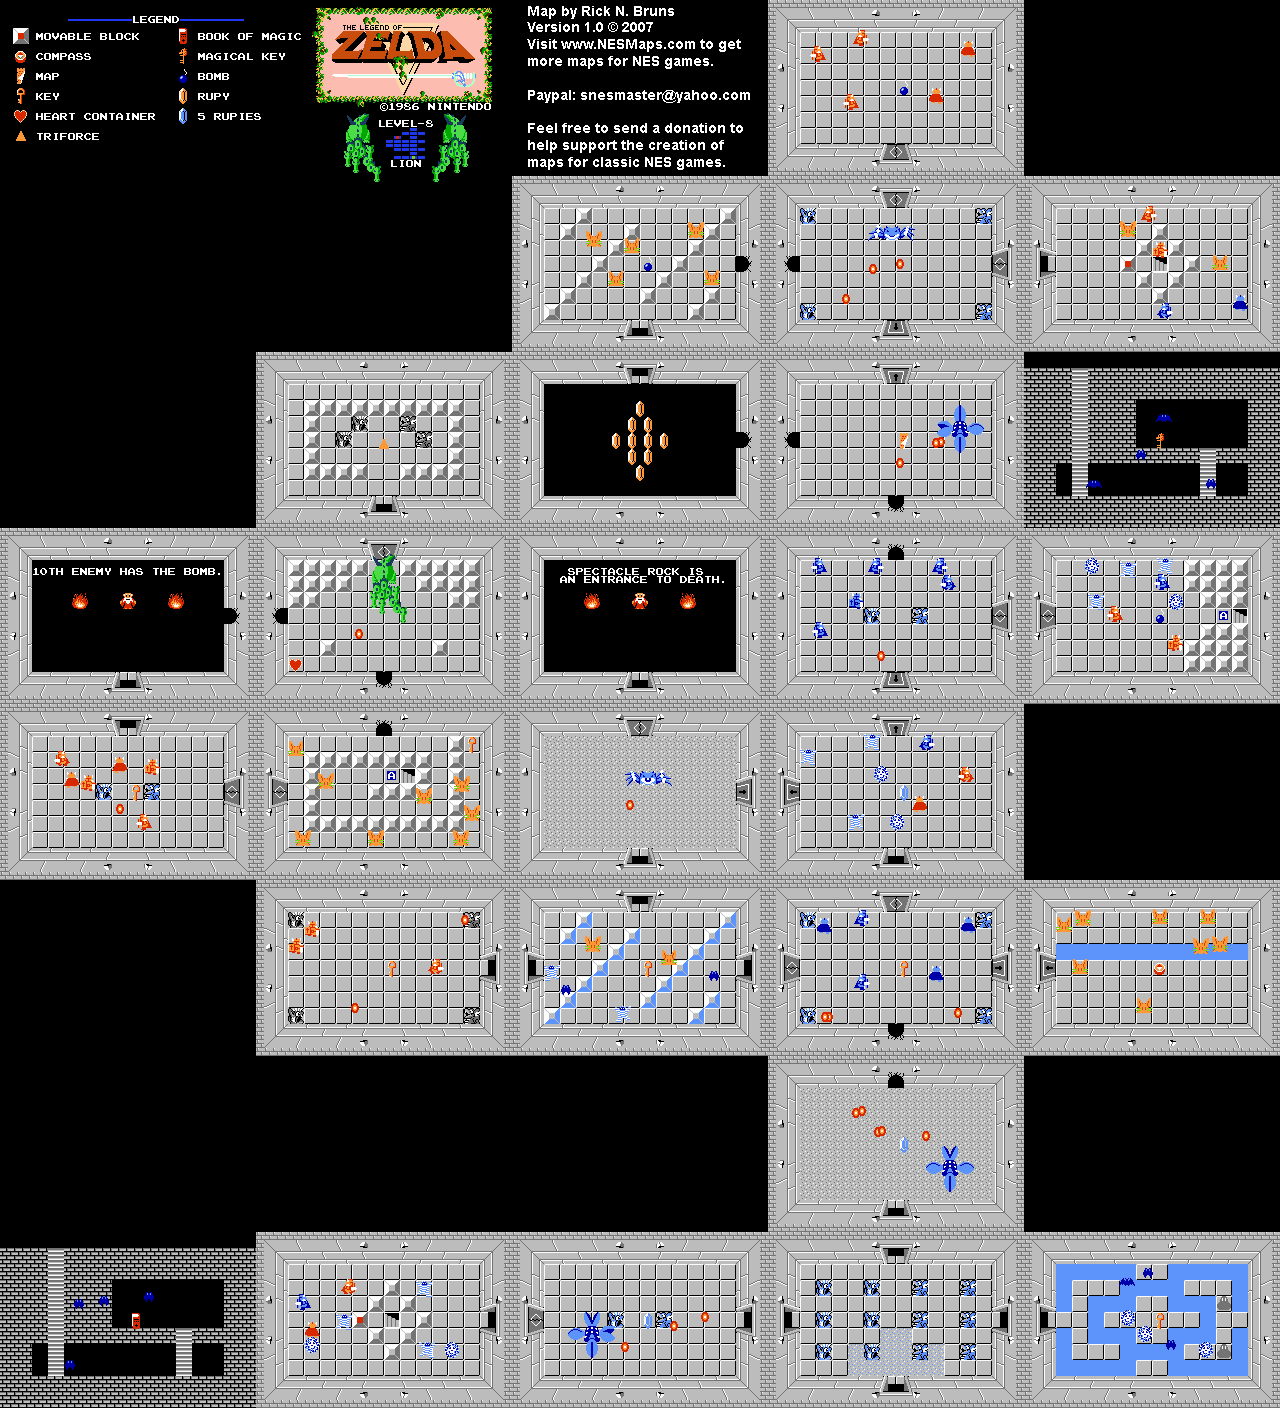 LEGEND
MOVABLE BLOCK
COMPASS
MAP
KEY
HEART CONTAINER
TRIFORCE
BOOK OF MAGIC
MAGICAL KEY
BOMB
RUPY
5 RUPIES
THE LEGEND OF
ZELDA
©1986 NINTENDO
LEVEL-8
LION
Map by Rick N. Bruns
Version 1.0 © 2007
Visit www.NESMaps.com to get
more maps for NES games.
Paypal: snesmaster@yahoo.com
Feel free to send a donation to
help support the creation of
maps for classic NES games.
10TH ENEMY HAS THE BOMB.
SPECTACLE ROCK IS
AN ENTRANCE TO DEATH.